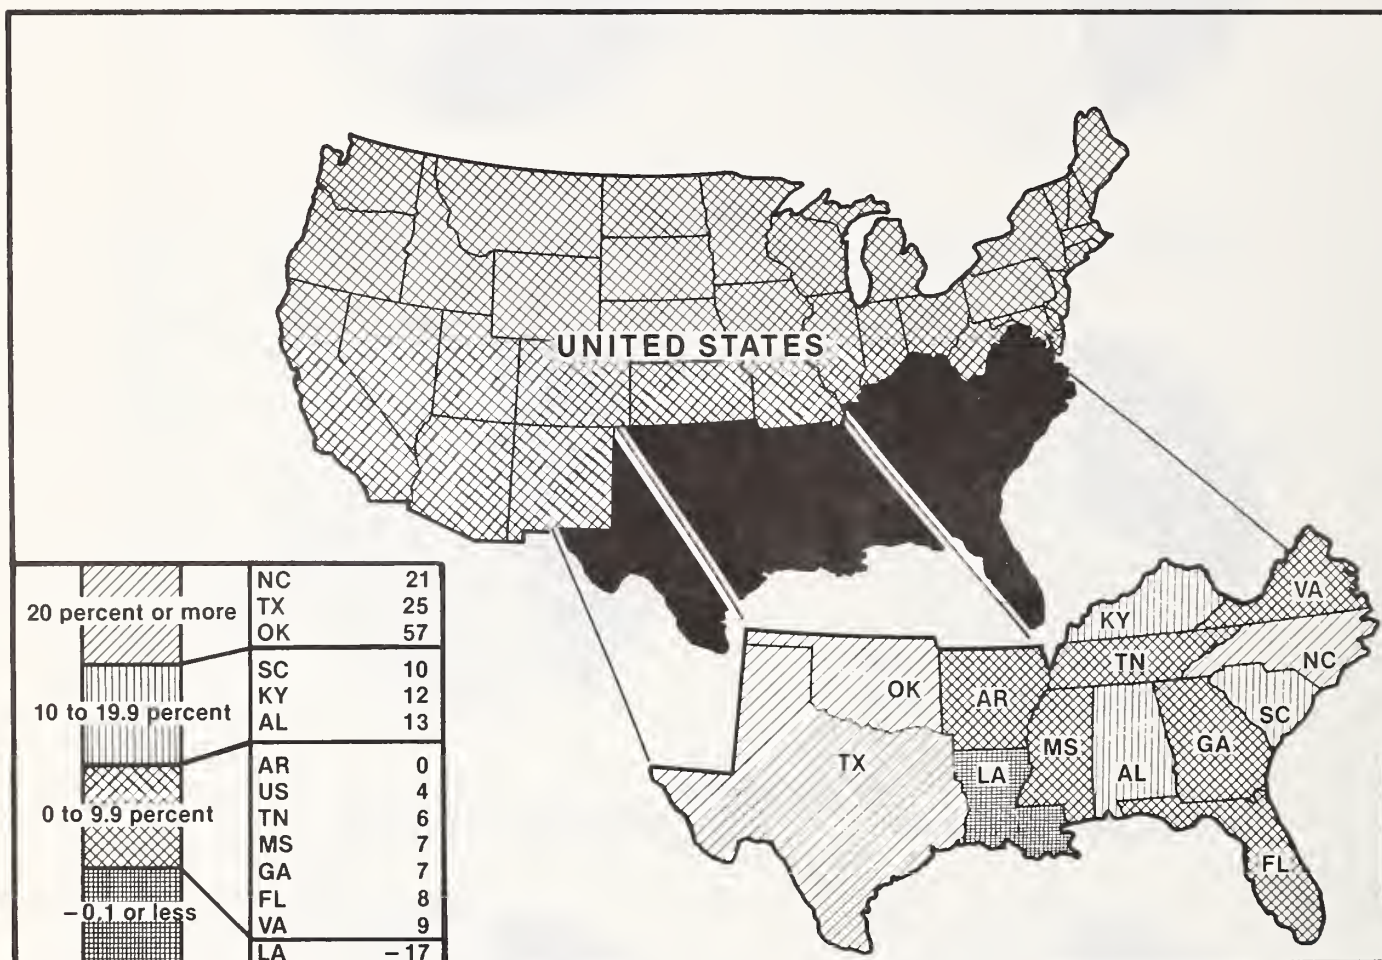 UNITED STATES
20 percent or more
NC 21
TX 25
OK 57
10 to 19.9 percent
SC 10
KY 12
AL 13
0 to 9.9 percent
AR 0
US 4
TN 6
MS 7
GA 7
FL 8
VA 9
-0.1 or less
LA -17
VA
KY
TN
NC
OK
AR
SC
MS
GA
TX
LA
AL
FL